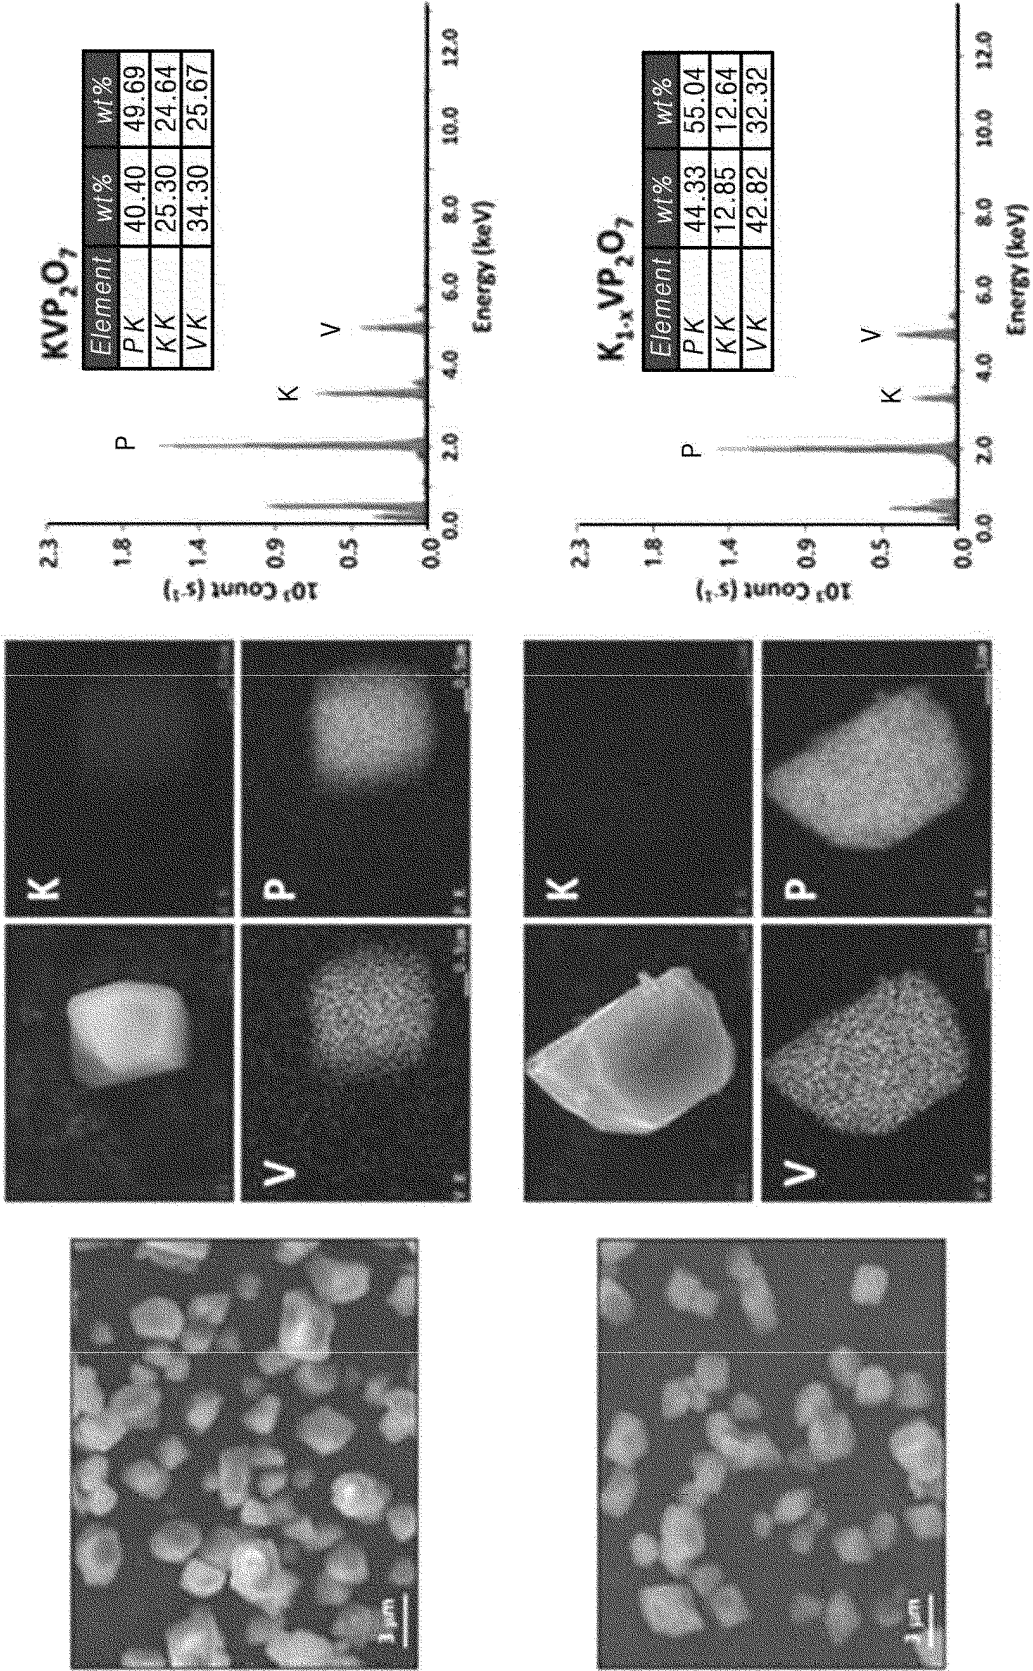 3 μm
K
V
P
KVP₂O₇
Element wt% wt%
P K 40.40 49.69
K K 25.30 24.64
V K 34.30 25.67
P
K
V
10³ Count (s⁻¹)
2.3
1.8
1.4
0.9
0.5
0.0
0.0 2.0 4.0 6.0 8.0 10.0 12.0
Energy (keV)
3 μm
K
V
P
K₁₋ₓVP₂O₇
Element wt% wt%
P K 44.33 55.04
K K 12.85 12.64
V K 42.82 32.32
P
K
V
10³ Count (s⁻¹)
2.3
1.8
1.4
0.9
0.5
0.0
0.0 2.0 4.0 6.0 8.0 10.0 12.0
Energy (keV)